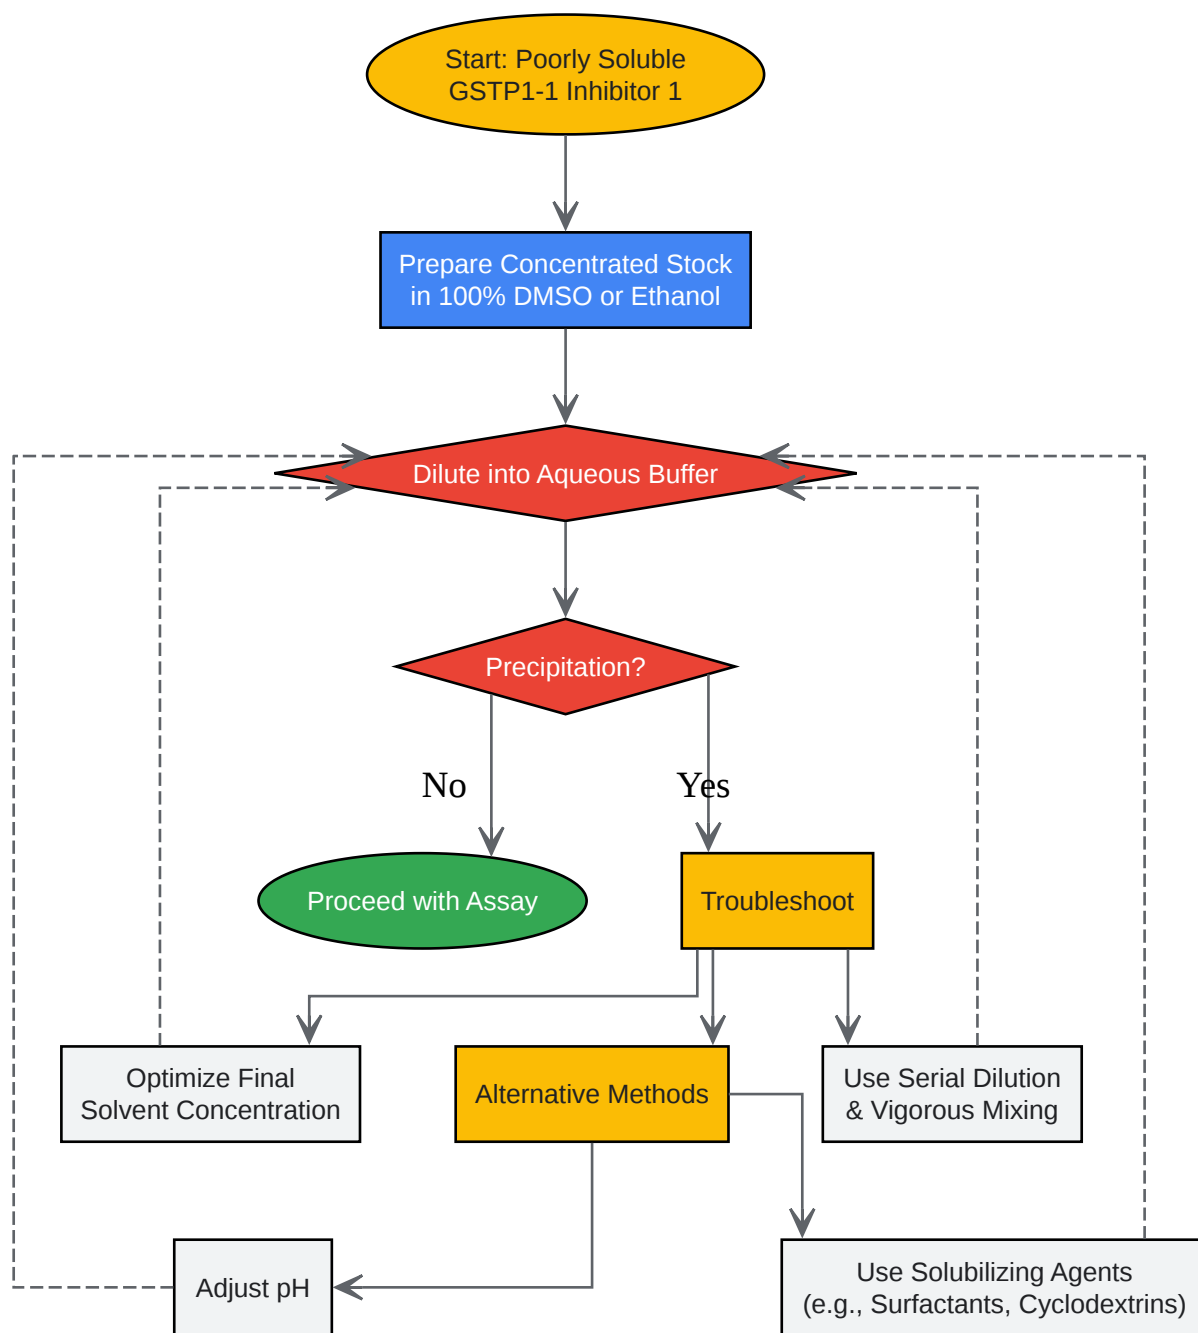 Start: Poorly Soluble
GSTP1-1 Inhibitor 1
Prepare Concentrated Stock
in 100% DMSO or Ethanol
Dilute into Aqueous Buffer
Precipitation?
No
Yes
Proceed with Assay
Troubleshoot
Optimize Final
Solvent Concentration
Alternative Methods
Use Serial Dilution
& Vigorous Mixing
Adjust pH
Use Solubilizing Agents
(e.g., Surfactants, Cyclodextrins)